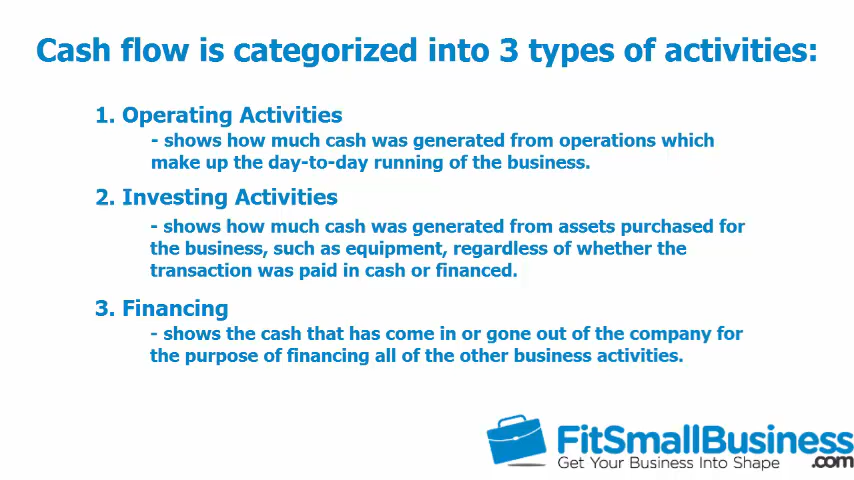 Cash flow is categorized into 3 types of activities:
1. Operating Activities
- shows how much cash was generated from operations which
make up the day-to-day running of the business.
2. Investing Activities
- shows how much cash was generated from assets purchased for
the business, such as equipment, regardless of whether the
transaction was paid in cash or financed.
3. Financing
- shows the cash that has come in or gone out of the company for
the purpose of financing all of the other business activities.
FitSmallBusiness
.com
Get Your Business Into Shape